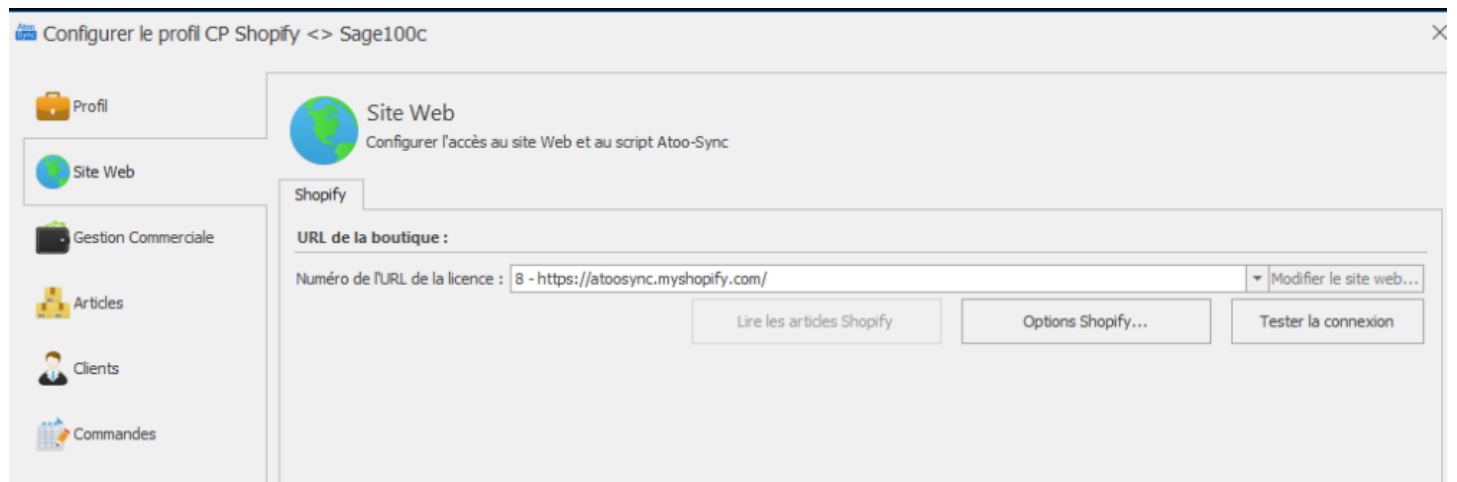 Atoo
Sync
Configurer le profil CP Shopify <> Sage100c
Profil
Site Web
Gestion Commerciale
Articles
Clients
Commandes
Site Web
Configurer l'accès au site Web et au script Atoo-Sync
Shopify
URL de la boutique :
Numéro de l'URL de la licence : 8 - https://atoosync.myshopify.com/ Modifier le site web...
Lire les articles Shopify Options Shopify... Tester la connexion